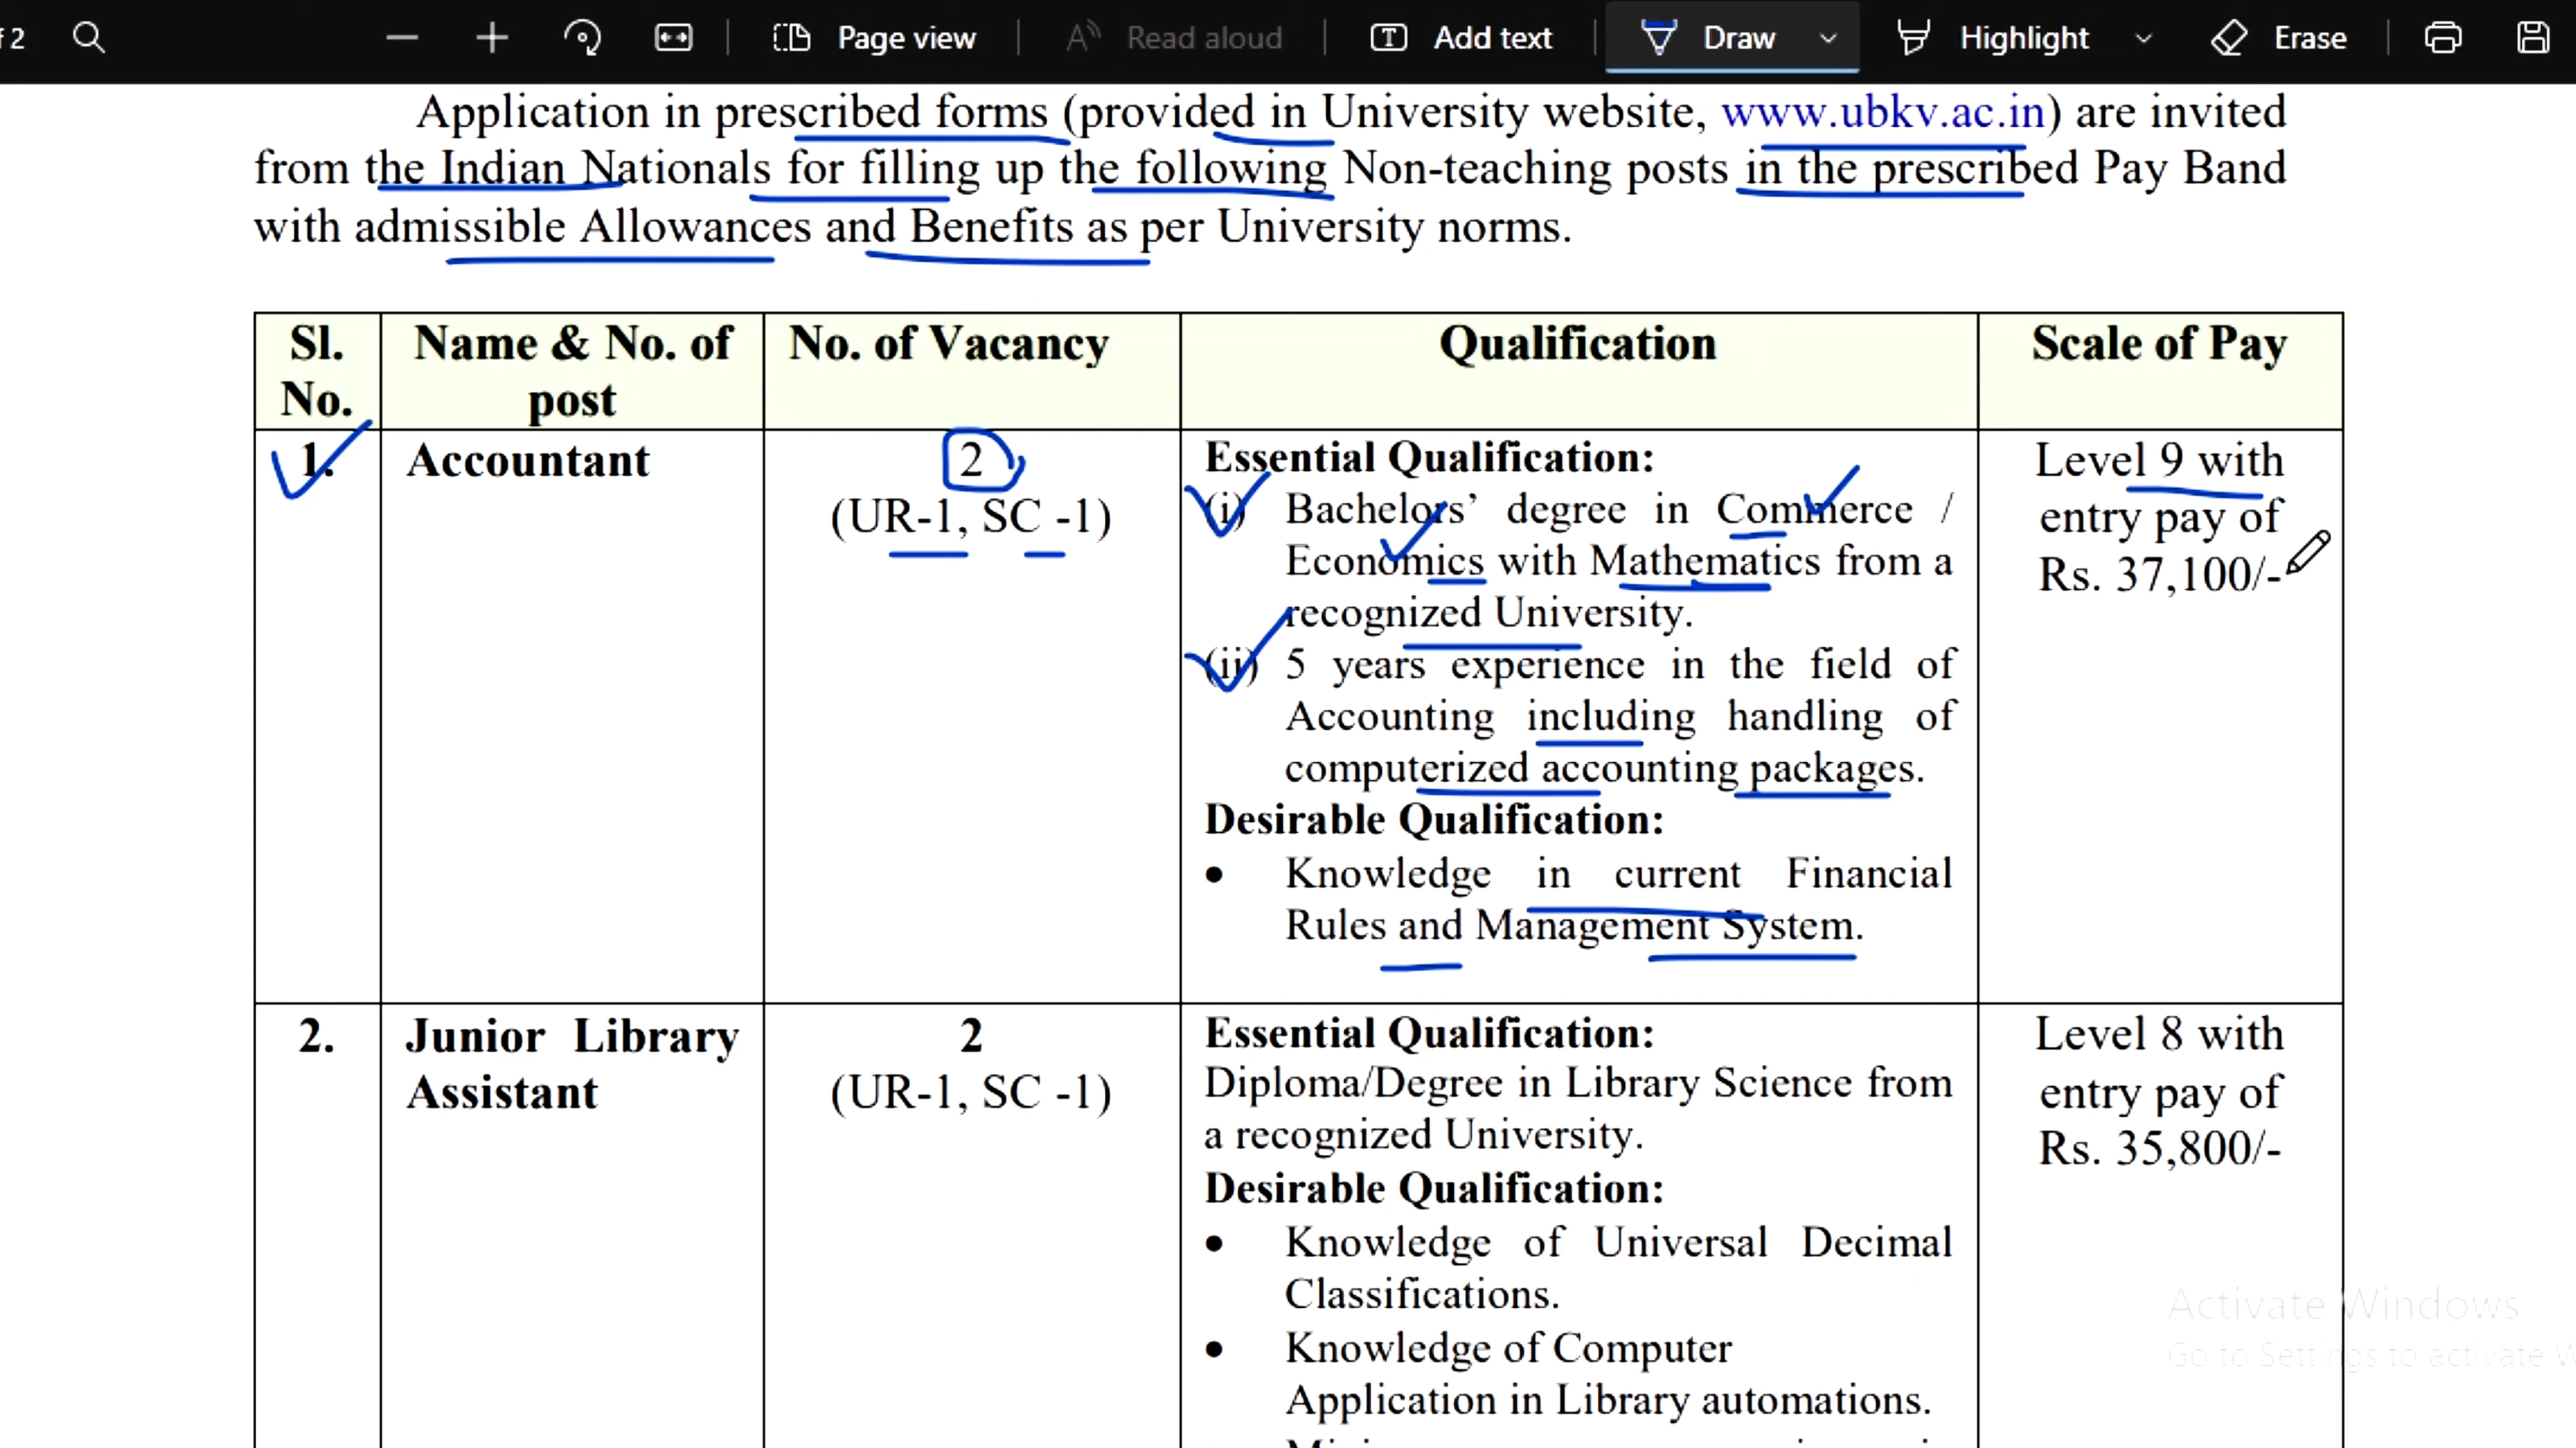 f 2
Page view
Read aloud
Add text
Draw
Highlight
Erase
Application in prescribed forms (provided in University website, www.ubkv.ac.in) are invited
from the Indian Nationals for filling up the following Non-teaching posts in the prescribed Pay Band
with admissible Allowances and Benefits as per University norms.
Sl.
No.
Name & No. of
post
No. of Vacancy
Qualification
Scale of Pay
1.
Accountant
2
(UR-1, SC -1)
Essential Qualification:
(i) Bachelors’ degree in Commerce /
Economics with Mathematics from a
recognized University.
(ii) 5 years experience in the field of
Accounting including handling of
computerized accounting packages.
Desirable Qualification:
• Knowledge in current Financial
Rules and Management System.
Level 9 with
entry pay of
Rs. 37,100/-
2.
Junior Library
Assistant
2
(UR-1, SC -1)
Essential Qualification:
Diploma/Degree in Library Science from
a recognized University.
Desirable Qualification:
• Knowledge of Universal Decimal
Classifications.
• Knowledge of Computer
Application in Library automations.
Level 8 with
entry pay of
Rs. 35,800/-
Activate Windows
Go to Settings to activate W